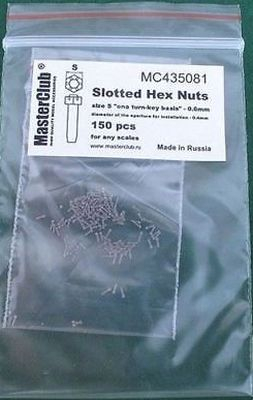 MasterClub
S
MC435081
Slotted Hex Nuts
size S "one turn-key basis" - 0.6mm
diameter of the aperture for installation - 0.4mm
150 pcs
for any scales
www.masterclub.ru
Made in Russia